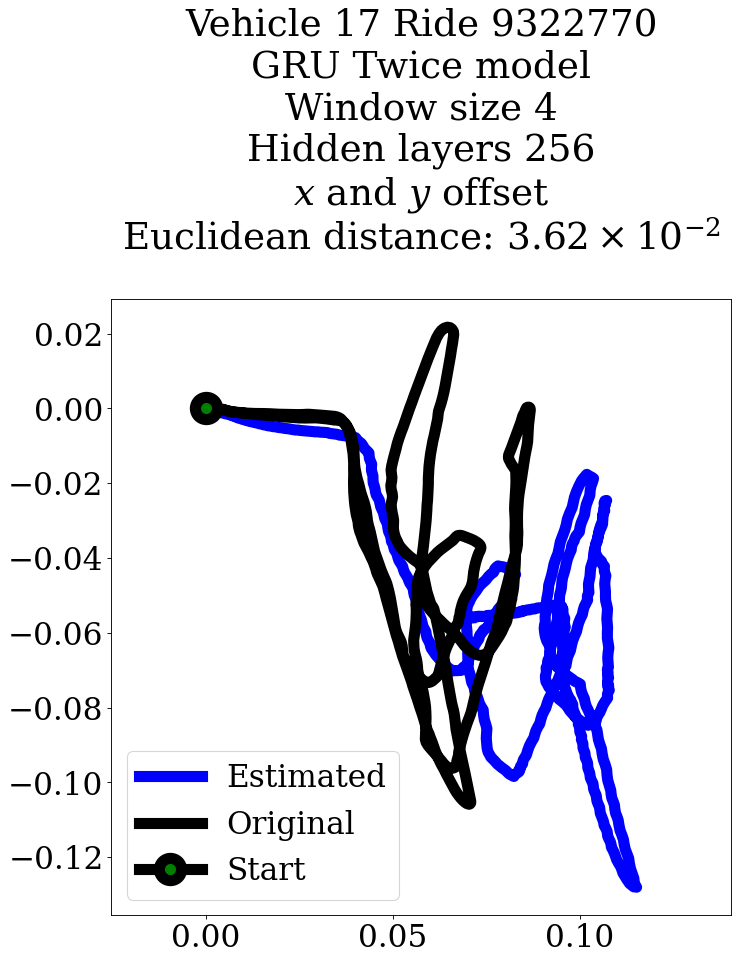 Vehicle 17 Ride 9322770
GRU Twice model
Window size 4
Hidden layers 256
x and y offset
Euclidean distance: 3.62 × 10⁻²
0.02
0.00
−0.02
−0.04
−0.06
−0.08
−0.10
−0.12
Estimated
Original
Start
0.00 0.05 0.10